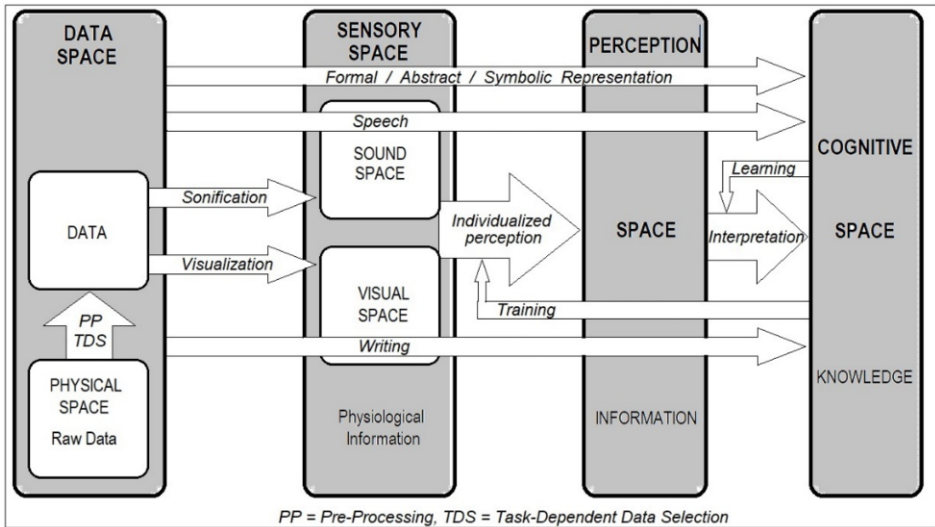 DATA
SPACE
SENSORY
SPACE
PERCEPTION
Formal / Abstract / Symbolic Representation
Speech
SOUND
SPACE
COGNITIVE
Learning
DATA
Sonification
Individualized
perception
SPACE
Interpretation
SPACE
Visualization
VISUAL
SPACE
Training
PP
TDS
Writing
PHYSICAL
SPACE
Raw Data
Physiological
Information
INFORMATION
KNOWLEDGE
PP = Pre-Processing, TDS = Task-Dependent Data Selection